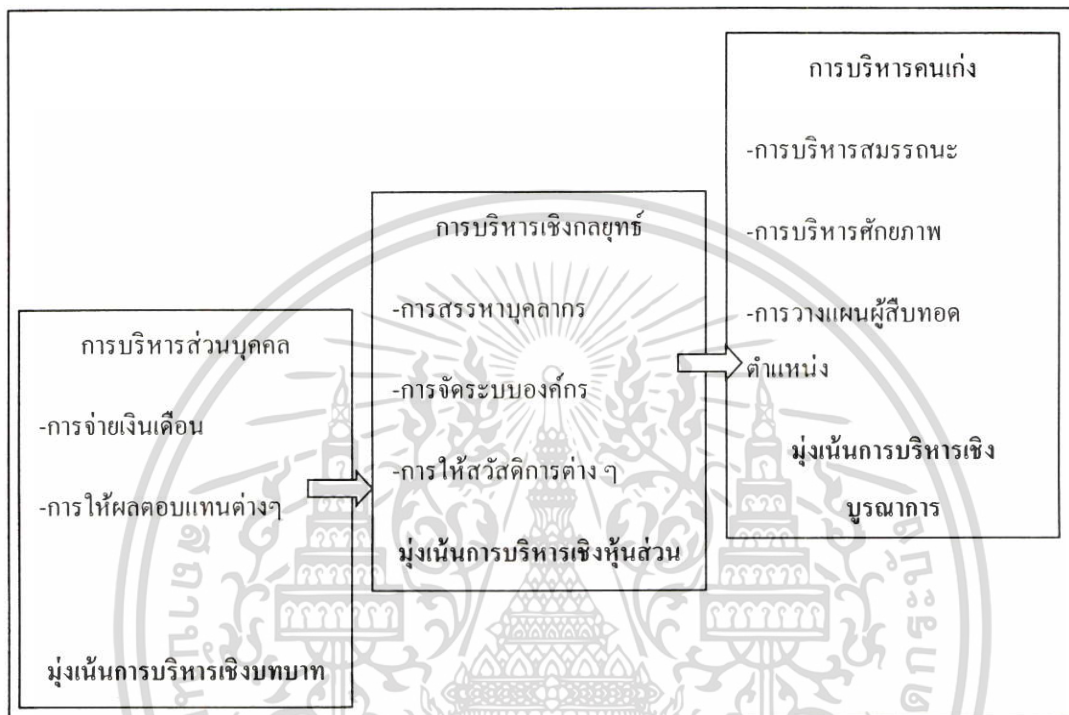 การบริหารส่วนบุคคล
-การจ่ายเงินเดือน
-การให้ผลตอบแทนต่างๆ
มุ่งเน้นการบริหารเชิงบทบาท
การบริหารเชิงกลยุทธ์
-การสรรหาบุคลากร
-การจัดระบบองค์กร
-การให้สวัสดิการต่าง ๆ
มุ่งเน้นการบริหารเชิงหุ้นส่วน
การบริหารคนเก่ง
-การบริหารสมรรถนะ
-การบริหารศักยภาพ
-การวางแผนผู้สืบทอด
ตำแหน่ง
มุ่งเน้นการบริหารเชิง
บูรณาการ